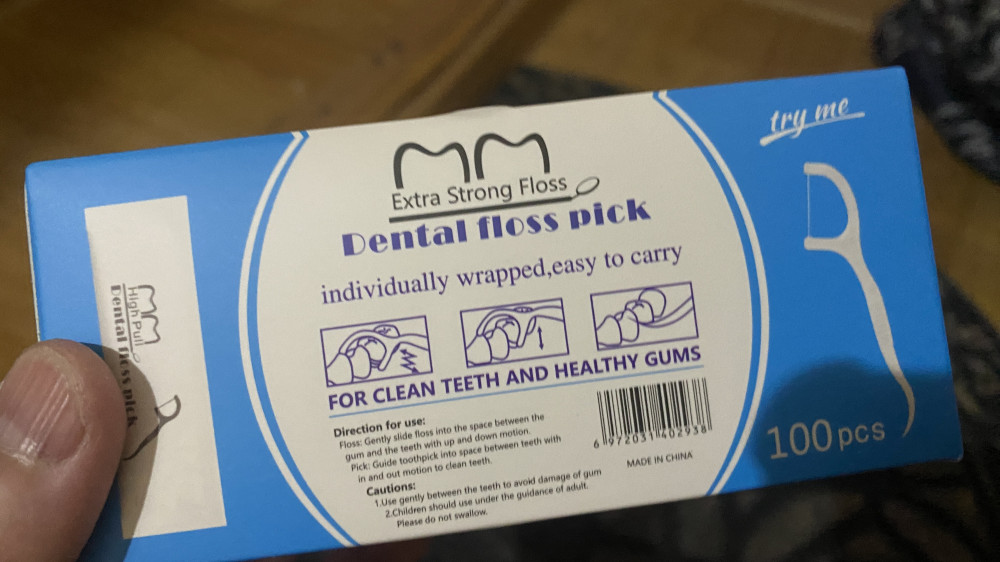 try me
MM
Extra Strong Floss
Dental floss pick
individually wrapped,easy to carry
FOR CLEAN TEETH AND HEALTHY GUMS
Direction for use:
Floss: Gently slide floss into the space between the
gum and the teeth with up and down motion.
Pick: Guide toothpick into space between teeth with
in and out motion to clean teeth.
Cautions:
1.Use gently between the teeth to avoid damage of gum
2.Children should use under the guidance of adult.
Please do not swallow.
6 972031 402938
MADE IN CHINA
100pcs
MM
High Pull
Dental floss pick